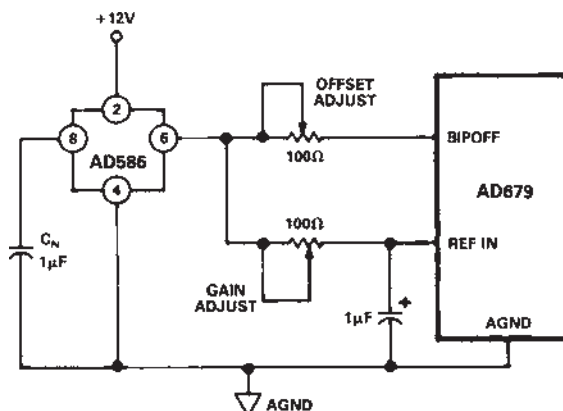 +12V
OFFSET
ADJUST
2
8
6
AD586
4
100Ω
BIPOFF
AD679
100Ω
REF IN
C_N
1µF
GAIN
ADJUST
1µF
+
AGND
AGND